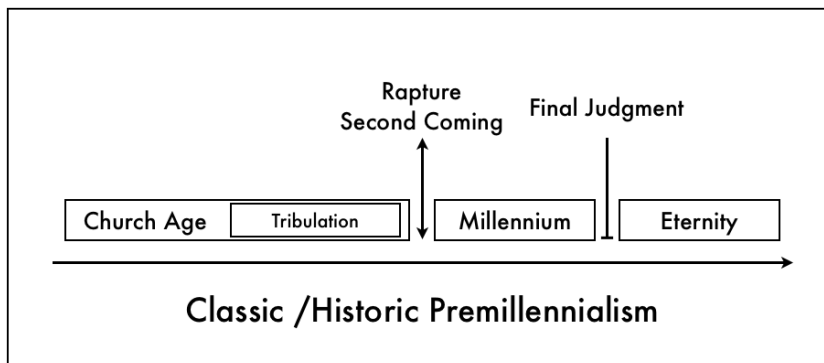 Rapture
Second Coming
Final Judgment
Church Age
Tribulation
Millennium
Eternity
Classic /Historic Premillennialism